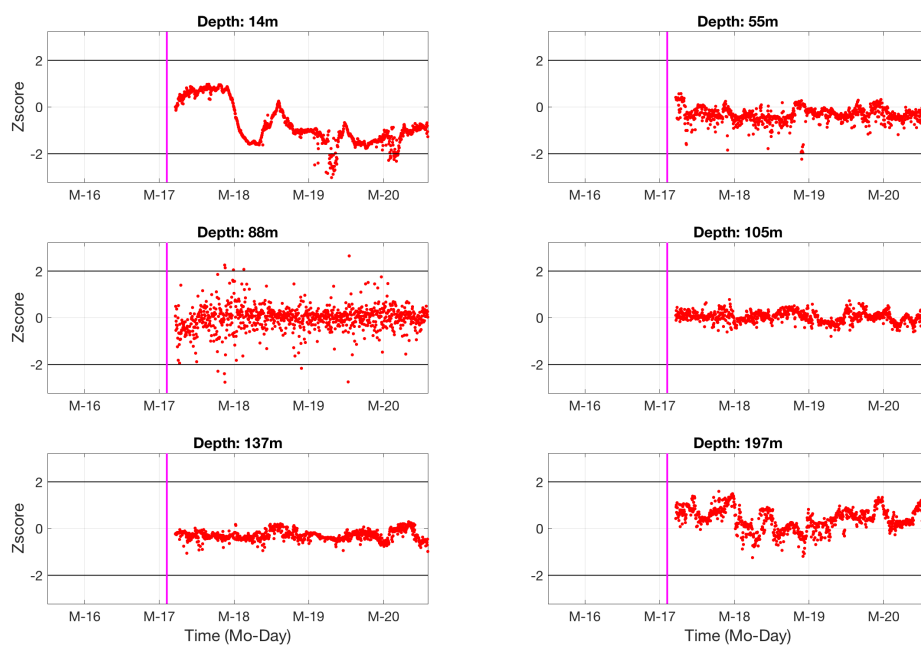 Depth: 14m
Zscore
2
0
-2
M-16 M-17 M-18 M-19 M-20
Depth: 55m
2
0
-2
M-16 M-17 M-18 M-19 M-20
Depth: 88m
Zscore
2
0
-2
M-16 M-17 M-18 M-19 M-20
Depth: 105m
2
0
-2
M-16 M-17 M-18 M-19 M-20
Depth: 137m
Zscore
2
0
-2
M-16 M-17 M-18 M-19 M-20
Time (Mo-Day)
Depth: 197m
2
0
-2
M-16 M-17 M-18 M-19 M-20
Time (Mo-Day)